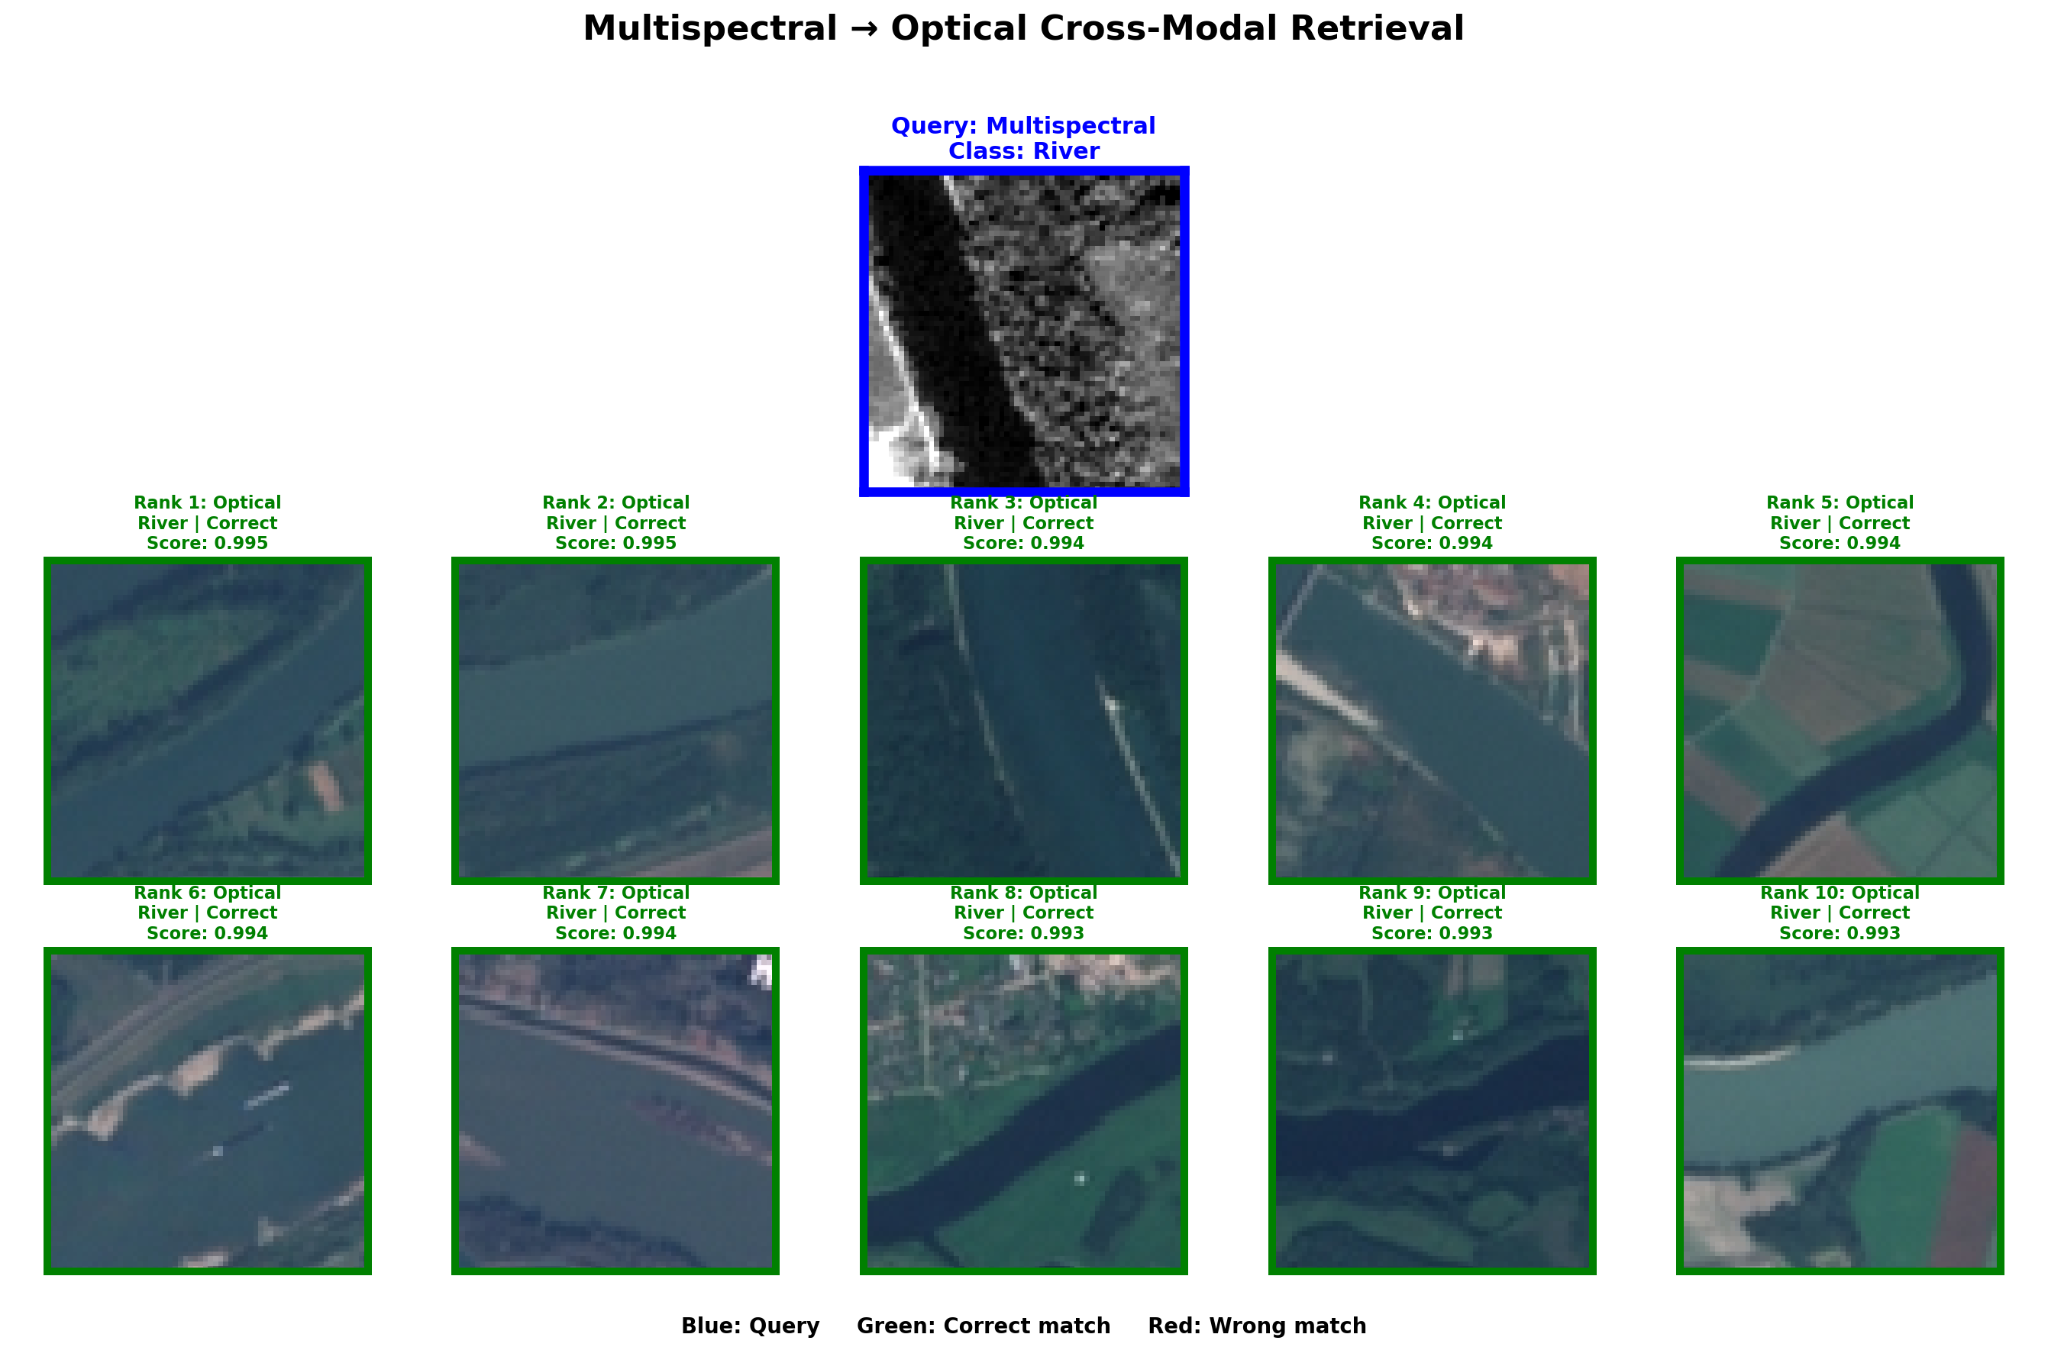 Multispectral → Optical Cross-Modal Retrieval
Query: Multispectral
Class: River
Rank 1: Optical
River | Correct
Score: 0.995
Rank 2: Optical
River | Correct
Score: 0.995
Rank 3: Optical
River | Correct
Score: 0.994
Rank 4: Optical
River | Correct
Score: 0.994
Rank 5: Optical
River | Correct
Score: 0.994
Rank 6: Optical
River | Correct
Score: 0.994
Rank 7: Optical
River | Correct
Score: 0.994
Rank 8: Optical
River | Correct
Score: 0.993
Rank 9: Optical
River | Correct
Score: 0.993
Rank 10: Optical
River | Correct
Score: 0.993
Blue: Query Green: Correct match Red: Wrong match